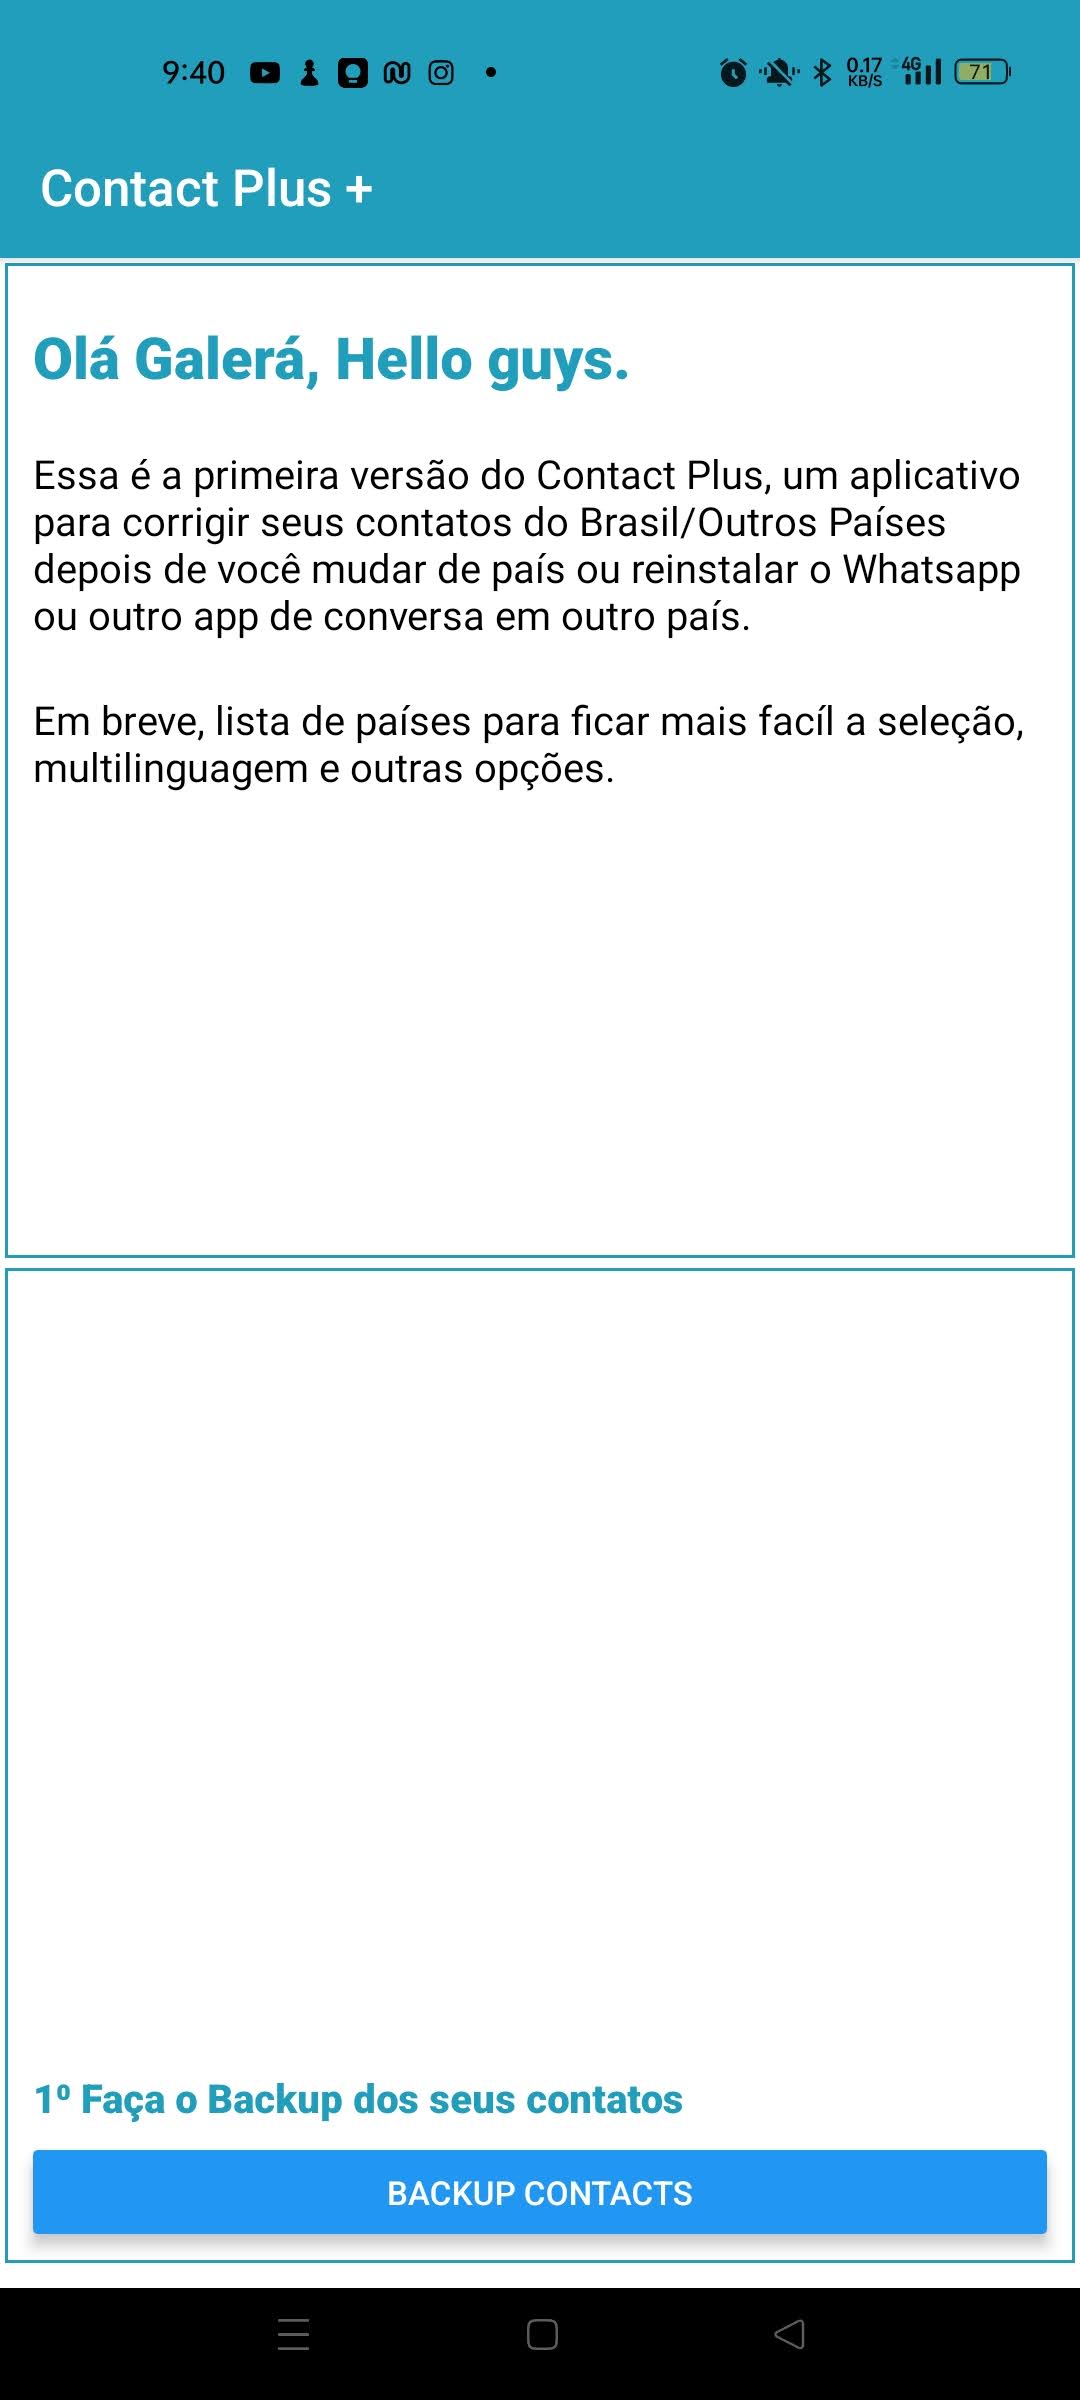 9:40
0.17
KB/S
4G
71
Contact Plus +
Olá Galerá, Hello guys.
Essa é a primeira versão do Contact Plus, um aplicativo
para corrigir seus contatos do Brasil/Outros Países
depois de você mudar de país ou reinstalar o Whatsapp
ou outro app de conversa em outro país.
Em breve, lista de países para ficar mais facíl a seleção,
multilinguagem e outras opções.
1º Faça o Backup dos seus contatos
BACKUP CONTACTS